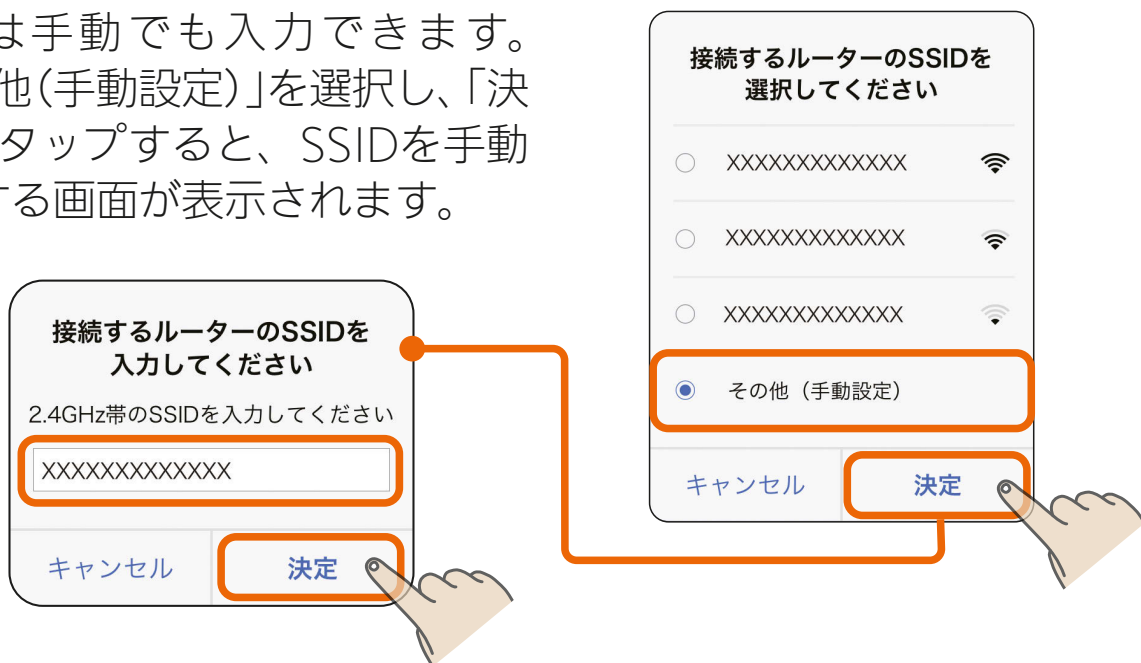 は手動でも入力できます。
他(手動設定)」を選択し、「決
タップすると、SSIDを手動
する画面が表示されます。
接続するルーターのSSIDを
選択してください
XXXXXXXXXXXXX
XXXXXXXXXXXXX
XXXXXXXXXXXXX
その他（手動設定）
キャンセル 決定
接続するルーターのSSIDを
入力してください
2.4GHz帯のSSIDを入力してください
XXXXXXXXXXXXX
キャンセル 決定